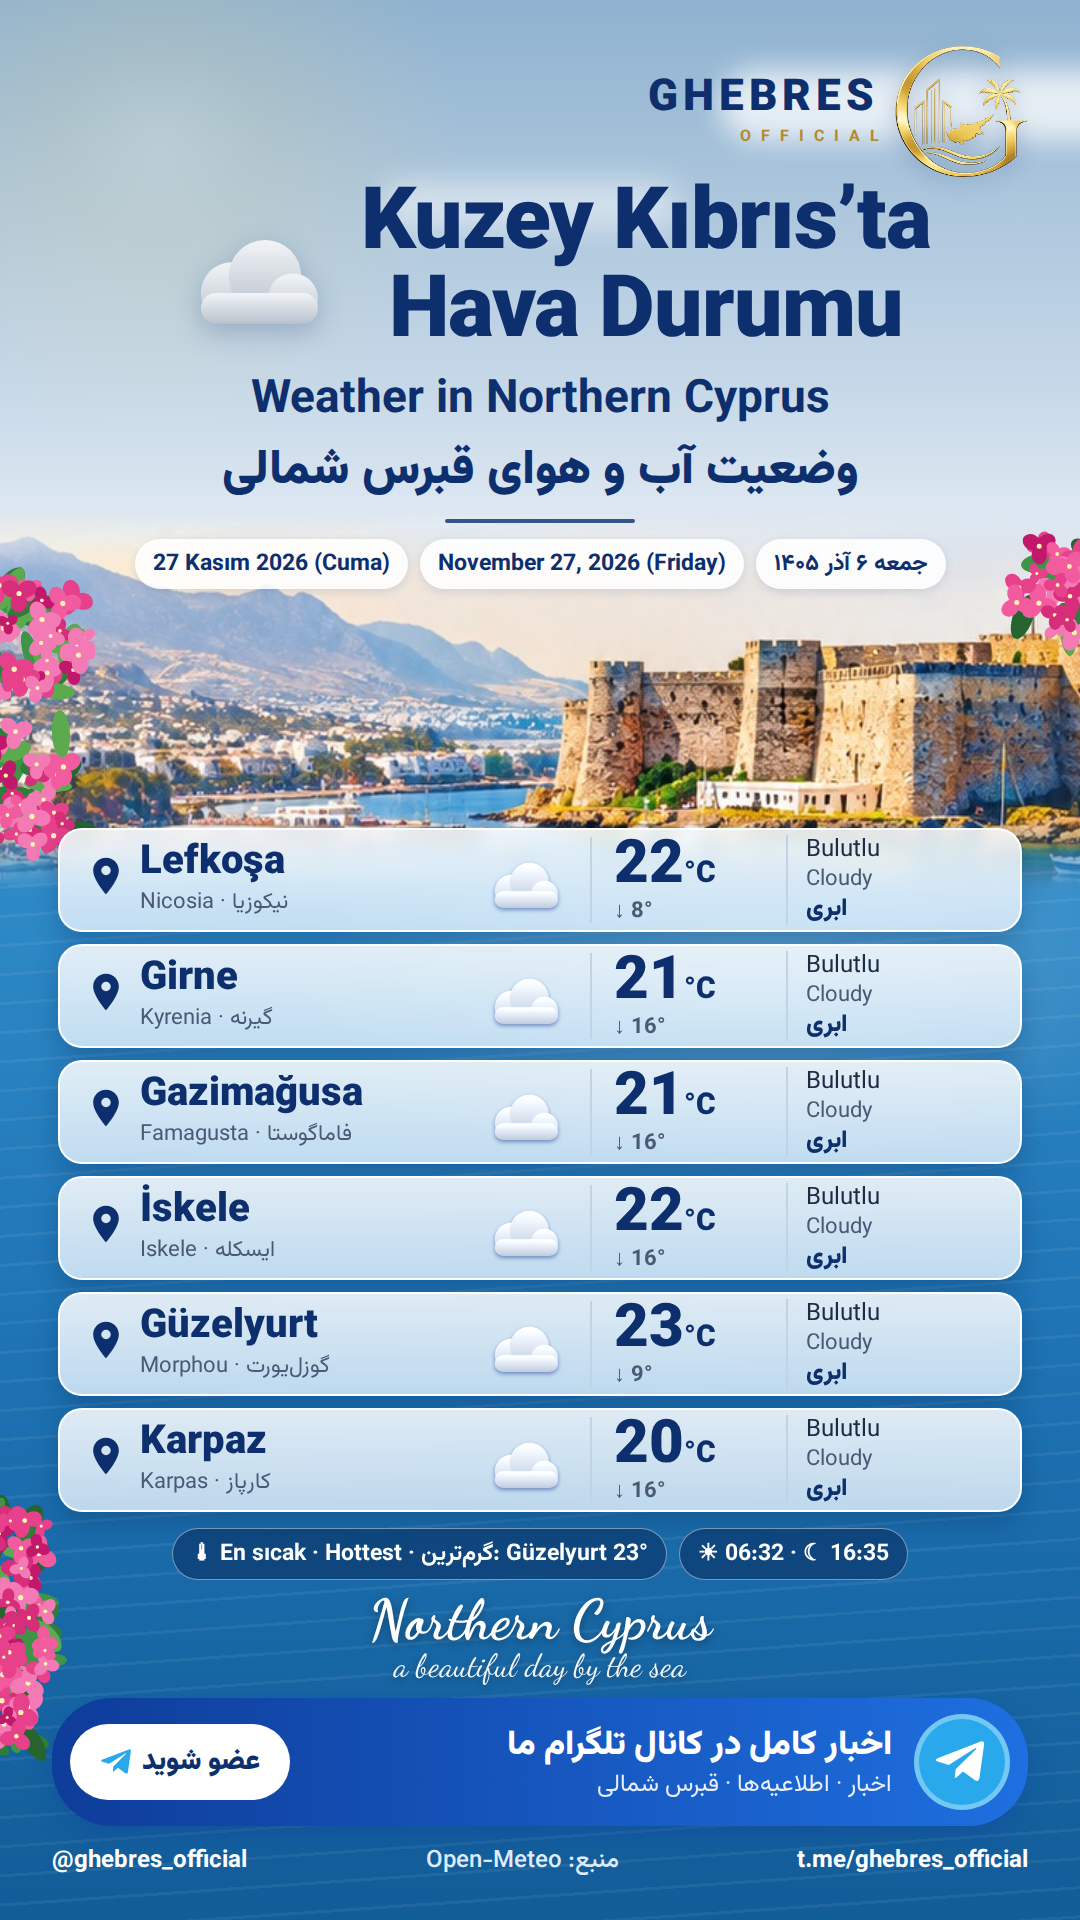 GHEBRES
OFFICIAL
Kuzey Kıbrıs’ta
Hava Durumu
Weather in Northern Cyprus
وضعیت آب و هوای قبرس شمالی
27 Kasım 2026 (Cuma)
November 27, 2026 (Friday)
جمعه ۶ آذر ۱۴۰۵
Lefkoşa
Nicosia · نیکوزیا
22°C
↓ 8°
Bulutlu
Cloudy
ابری
Girne
Kyrenia · گیرنه
21°C
↓ 16°
Bulutlu
Cloudy
ابری
Gazimağusa
Famagusta · فاماگوستا
21°C
↓ 16°
Bulutlu
Cloudy
ابری
İskele
Iskele · ایسکله
22°C
↓ 16°
Bulutlu
Cloudy
ابری
Güzelyurt
Morphou · گوزل‌یورت
23°C
↓ 9°
Bulutlu
Cloudy
ابری
Karpaz
Karpas · کارپاز
20°C
↓ 16°
Bulutlu
Cloudy
ابری
🌡 En sıcak · Hottest · گرم‌ترین: Güzelyurt 23°
☀ 06:32 · ☾ 16:35
Northern Cyprus
a beautiful day by the sea
اخبار کامل در کانال تلگرام ما
اخبار · اطلاعیه‌ها · قبرس شمالی
عضو شوید
@ghebres_official
منبع: Open-Meteo
t.me/ghebres_official